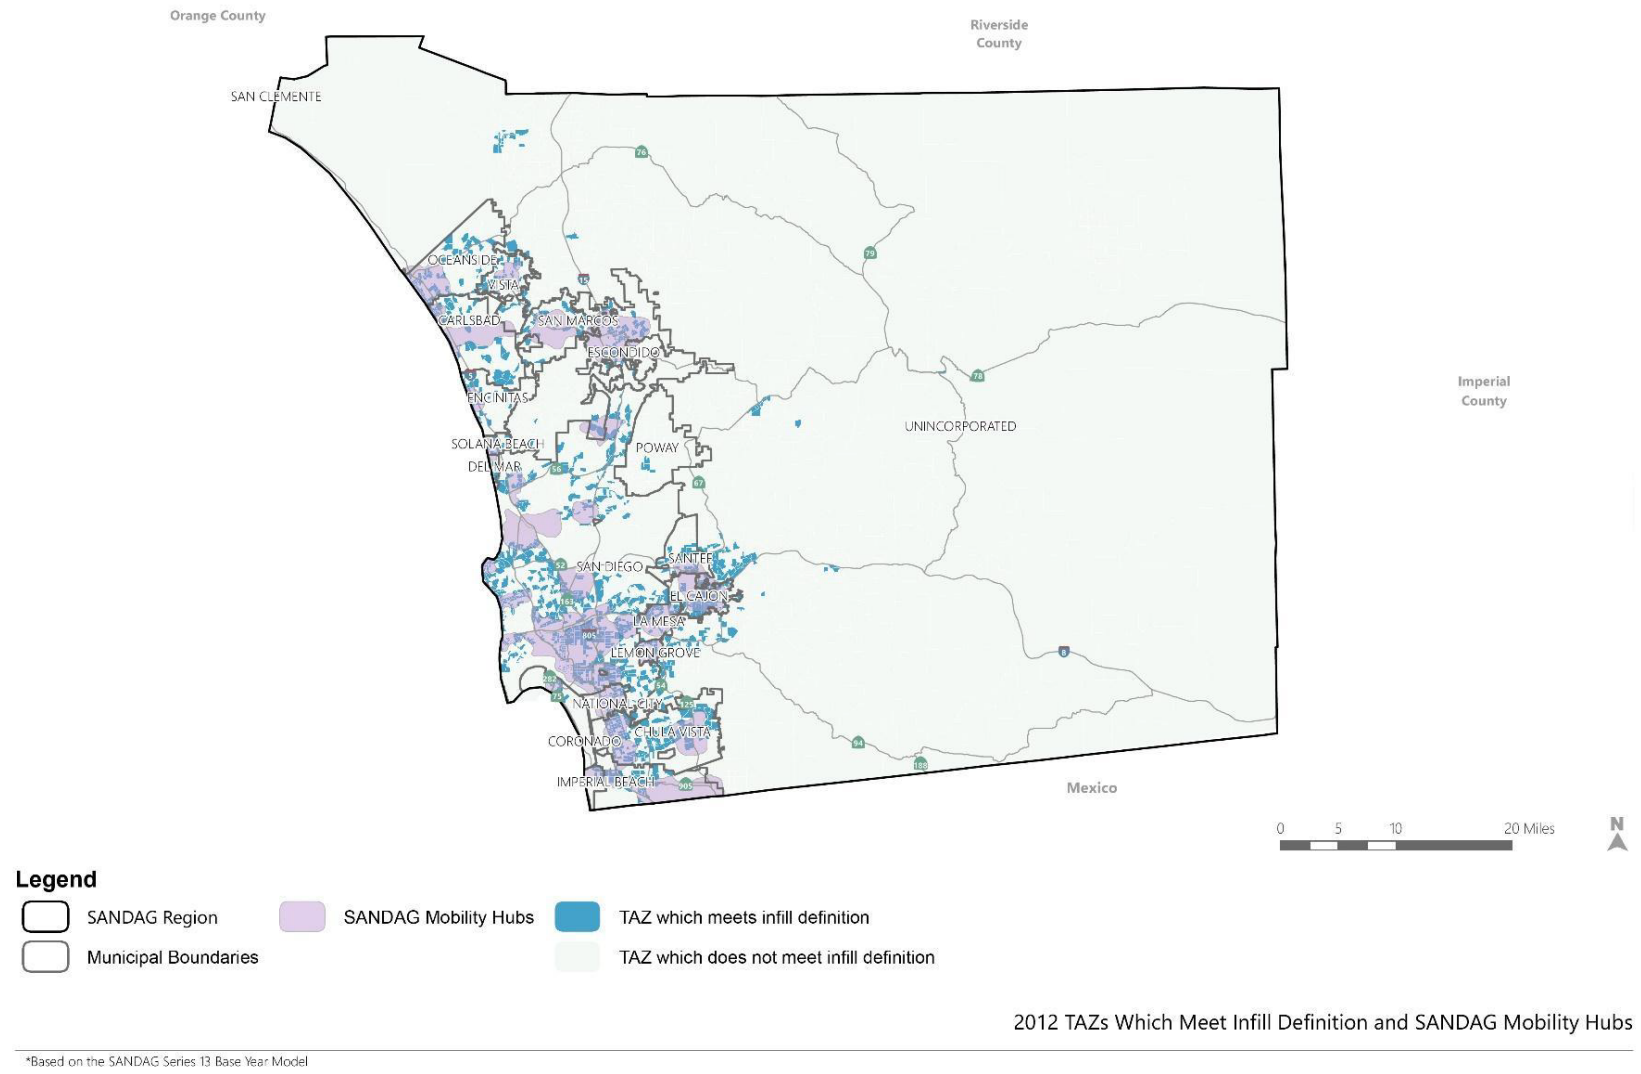 Orange County
Riverside
County
SAN CLEMENTE
76
79
OCEANSIDE
VISTA
15
CARLSBAD
SAN MARCOS
ESCONDIDO
5
78
Imperial
County
ENCINITAS
UNINCORPORATED
SOLANA BEACH
POWAY
DEL MAR
56
67
SANTEE
52
SAN DIEGO
163
EL CAJON
LA MESA
805
LEMON GROVE
8
282
54
75
NATIONAL CITY
125
CHULA VISTA
CORONADO
94
188
IMPERIAL BEACH
905
Mexico
0 5 10 20 Miles
N
Legend
SANDAG Region
SANDAG Mobility Hubs
TAZ which meets infill definition
Municipal Boundaries
TAZ which does not meet infill definition
2012 TAZs Which Meet Infill Definition and SANDAG Mobility Hubs
*Based on the SANDAG Series 13 Base Year Model